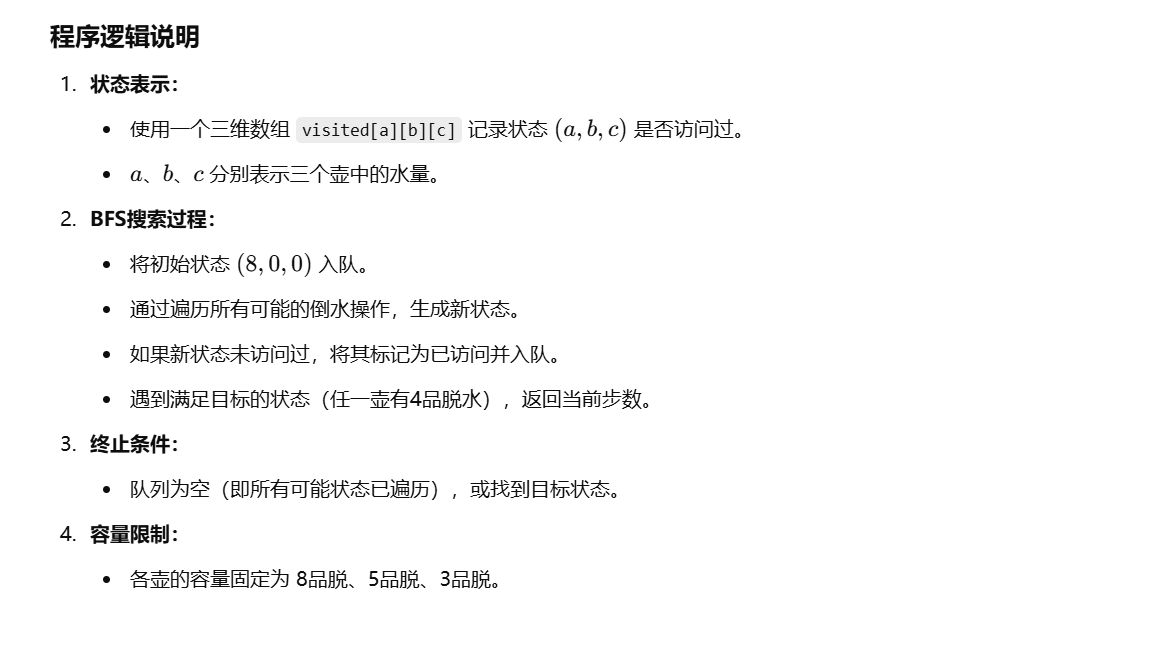 程序逻辑说明
1. 状态表示：
• 使用一个三维数组 visited[a][b][c] 记录状态 (a, b, c) 是否访问过。
• a、b、c 分别表示三个壶中的水量。
2. BFS搜索过程：
• 将初始状态 (8, 0, 0) 入队。
• 通过遍历所有可能的倒水操作，生成新状态。
• 如果新状态未访问过，将其标记为已访问并入队。
• 遇到满足目标的状态（任一壶有4品脱水），返回当前步数。
3. 终止条件：
• 队列为空（即所有可能状态已遍历），或找到目标状态。
4. 容量限制：
• 各壶的容量固定为 8品脱、5品脱、3品脱。